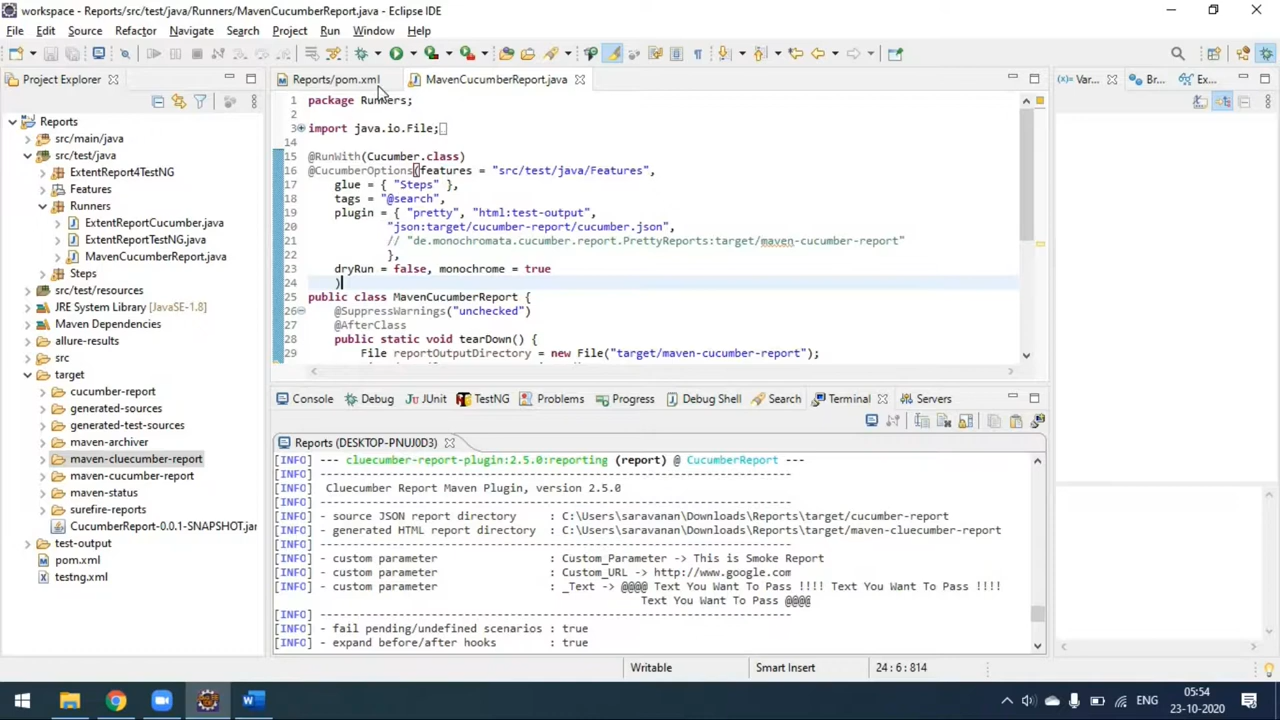 workspace - Reports/src/test/java/Runners/MavenCucumberReport.java - Eclipse IDE
File Edit Source Refactor Navigate Search Project Run Window Help
Project Explorer
Reports
src/main/java
src/test/java
ExtentReport4TestNG
Features
Runners
ExtentReportCucumber.java
ExtentReportTestNG.java
MavenCucumberReport.java
Steps
src/test/resources
JRE System Library [JavaSE-1.8]
Maven Dependencies
allure-results
src
target
cucumber-report
generated-sources
generated-test-sources
maven-archiver
maven-cluecumber-report
maven-cucumber-report
maven-status
surefire-reports
CucumberReport-0.0.1-SNAPSHOT.jar
test-output
pom.xml
testng.xml
Reports/pom.xml MavenCucumberReport.java
1 package Runners;
2
3 import java.io.File;
14
15 @RunWith(Cucumber.class)
16 @CucumberOptions(features = "src/test/java/Features",
17 glue = { "Steps" },
18 tags = "@search",
19 plugin = { "pretty", "html:test-output",
20 "json:target/cucumber-report/cucumber.json",
21 // "de.monochromata.cucumber.report.PrettyReports:target/maven-cucumber-report"
22 },
23 dryRun = false, monochrome = true
24 )
25 public class MavenCucumberReport {
26 @SuppressWarnings("unchecked")
27 @AfterClass
28 public static void tearDown() {
29 File reportOutputDirectory = new File("target/maven-cucumber-report");
Console Debug JUnit TestNG Problems Progress Debug Shell Search Terminal Servers
Reports (DESKTOP-PNUJ0D3)
[INFO] --- cluecumber-report-plugin:2.5.0:reporting (report) @ CucumberReport ---
[INFO] ------------------------------------------------------------------------
[INFO] Cluecumber Report Maven Plugin, version 2.5.0
[INFO] ------------------------------------------------------------------------
[INFO] - source JSON report directory : C:\Users\saravanan\Downloads\Reports\target/cucumber-report
[INFO] - generated HTML report directory : C:\Users\saravanan\Downloads\Reports\target/maven-cluecumber-report
[INFO] ------------------------------------------------------------------------
[INFO] - custom parameter : Custom_Parameter -> This is Smoke Report
[INFO] - custom parameter : Custom_URL -> http://www.google.com
[INFO] - custom parameter : _Text -> @@@@ Text You Want To Pass !!!! Text You Want To Pass !!!!
Text You Want To Pass @@@@
[INFO] ------------------------------------------------------------------------
[INFO] - fail pending/undefined scenarios : true
[INFO] - expand before/after hooks : true
Var... Br... Ex...
Writable Smart Insert 24 : 6 : 814
ENG
05:54
23-10-2020